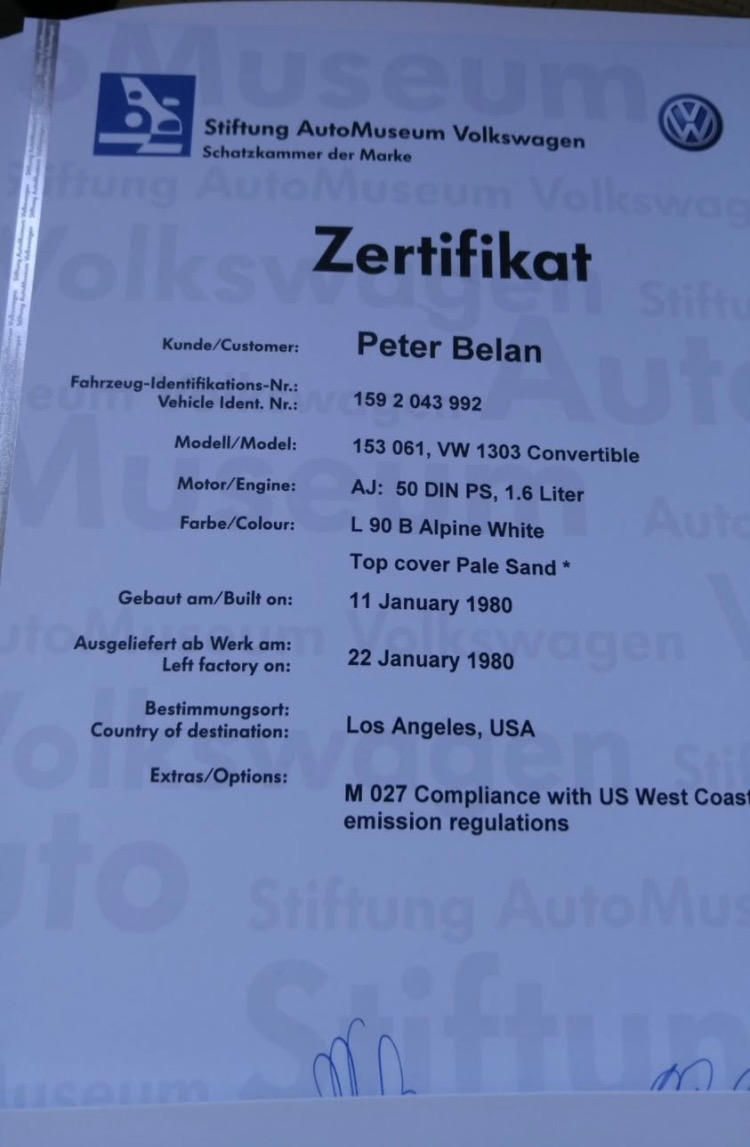 Stiftung AutoMuseum Volkswagen
Schatzkammer der Marke
Zertifikat
Kunde/Customer: Peter Belan
Fahrzeug-Identifikations-Nr.:
Vehicle Ident. Nr.: 159 2 043 992
Modell/Model: 153 061, VW 1303 Convertible
Motor/Engine: AJ: 50 DIN PS, 1.6 Liter
Farbe/Colour: L 90 B Alpine White
Top cover Pale Sand *
Gebaut am/Built on: 11 January 1980
Ausgeliefert ab Werk am:
Left factory on: 22 January 1980
Bestimmungsort:
Country of destination: Los Angeles, USA
Extras/Options:
M 027 Compliance with US West Coast
emission regulations